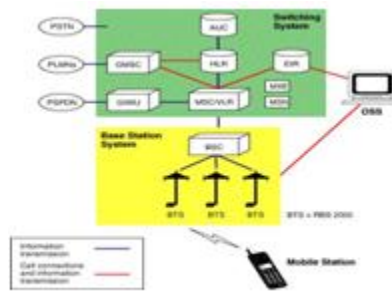 Switching
System
PSTN
AUC
PLMNs
GMSC
HLR
EIR
MXE
MSN
PSPDN
GIWU
MSC/VLR
OSS
Base Station
System
BSC
BTS BTS BTS
BTS = RBS 2000
Information
transmission
Call connections
and information
transmission
Mobile Station